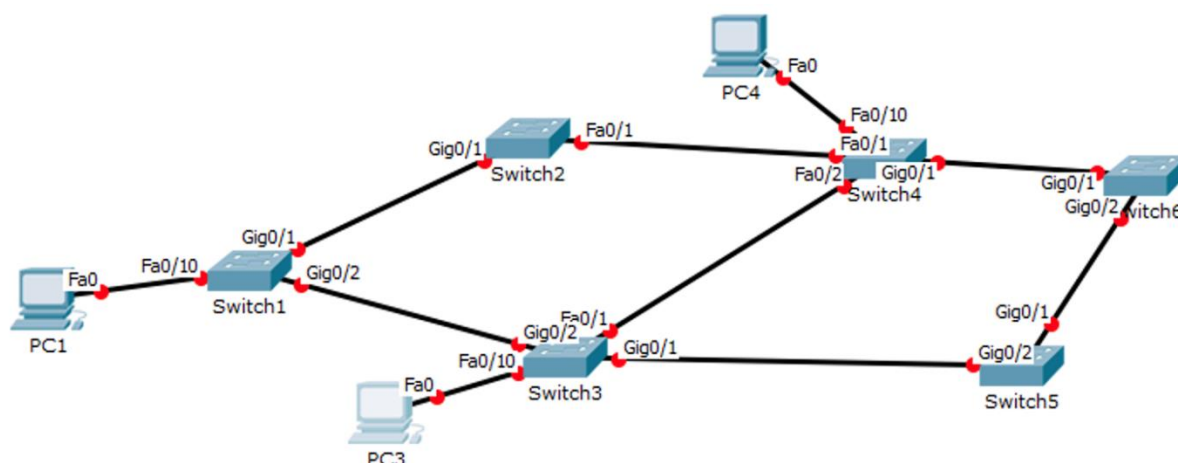 Fa0
PC4
Fa0/10
Fa0/1
Fa0/1
Gig0/1
Switch2
Fa0/2
Gig0/1
Switch4
Gig0/1
Gig0/2
witch6
Gig0/1
Fa0/10
Fa0
Gig0/2
Switch1
PC1
Gig0/1
Fa0/1
Gig0/2
Fa0/10
Gig0/1
Gig0/2
Switch3
Switch5
Fa0
PC3